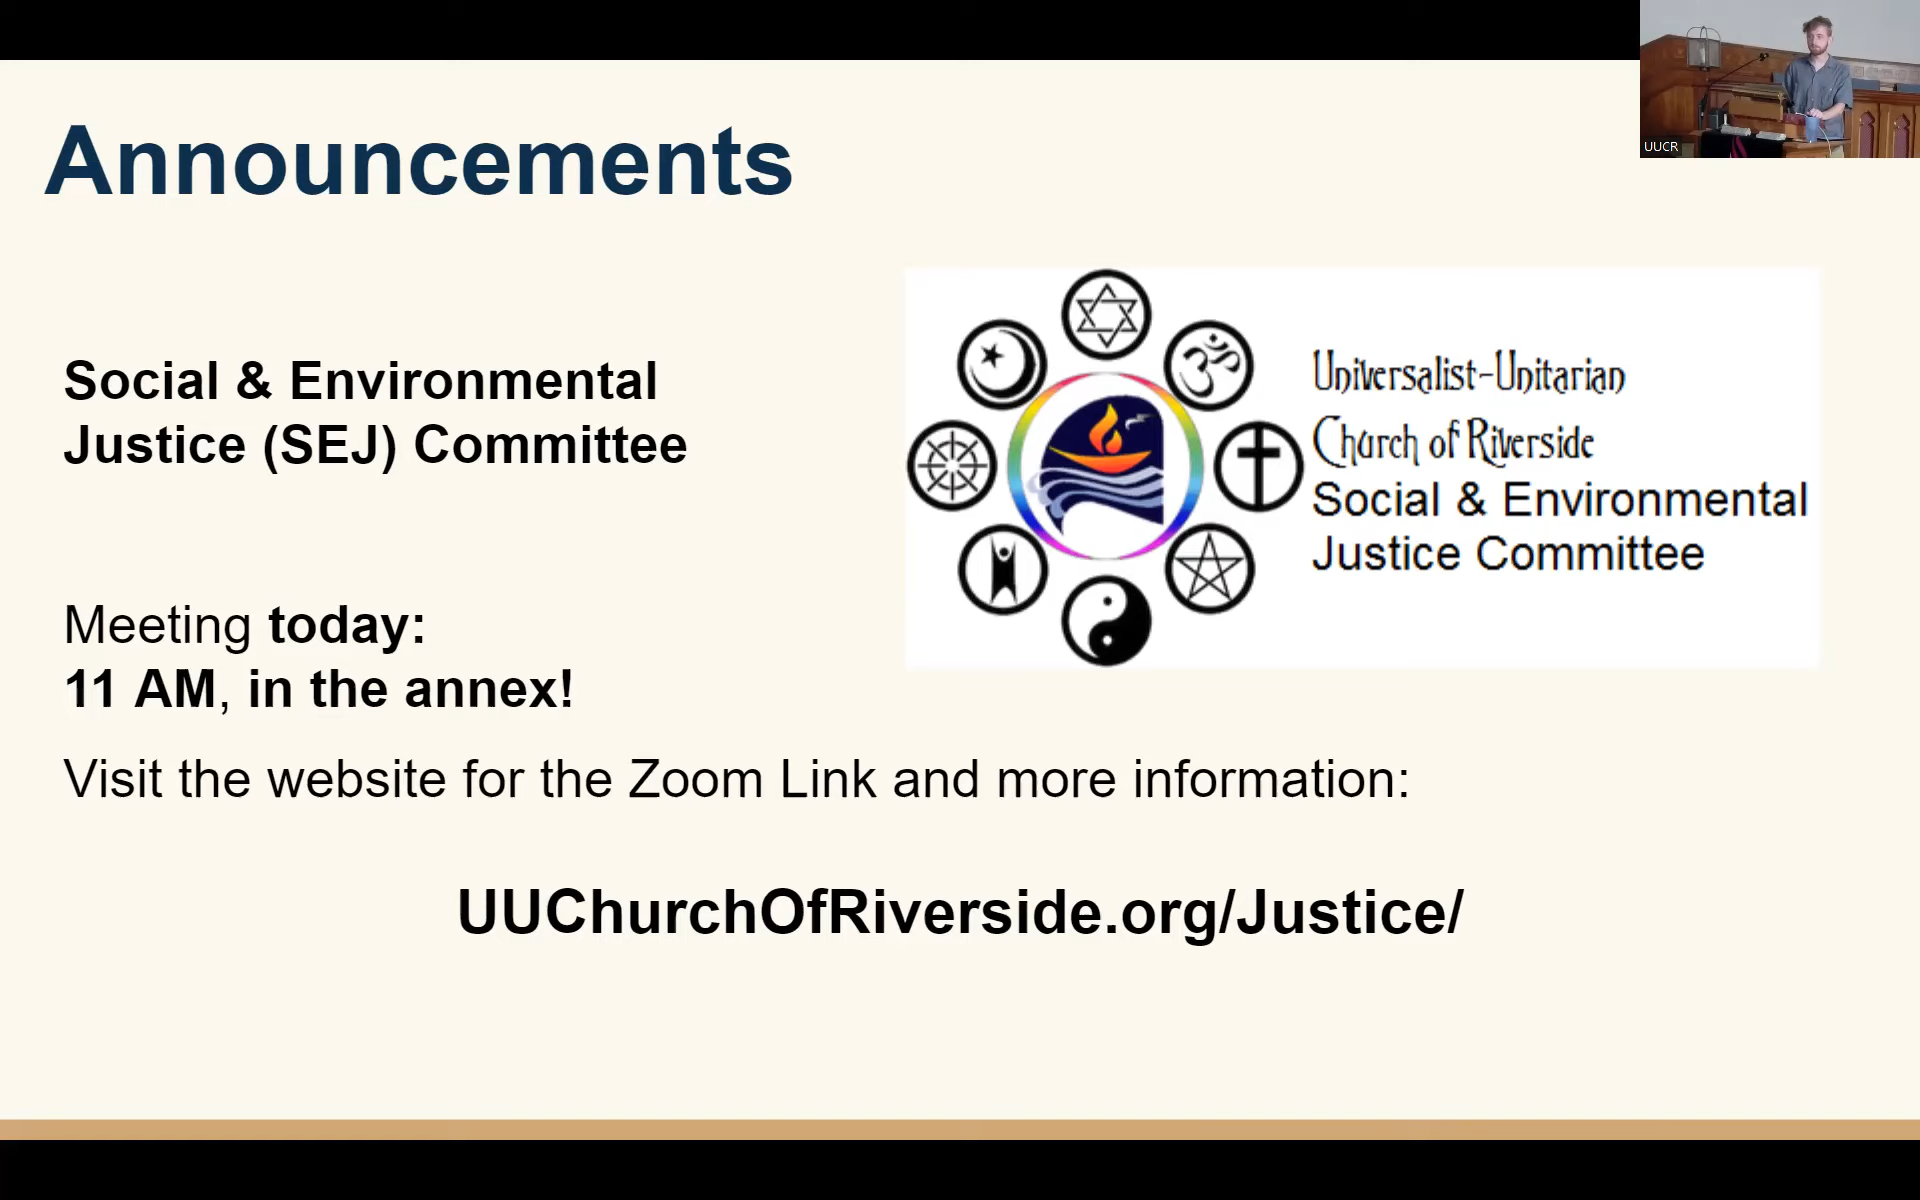 Announcements
UUCR
Social & Environmental
Justice (SEJ) Committee
Universalist-Unitarian
Church of Riverside
Social & Environmental
Justice Committee
Meeting today:
11 AM, in the annex!
Visit the website for the Zoom Link and more information:
UUChurchOfRiverside.org/Justice/